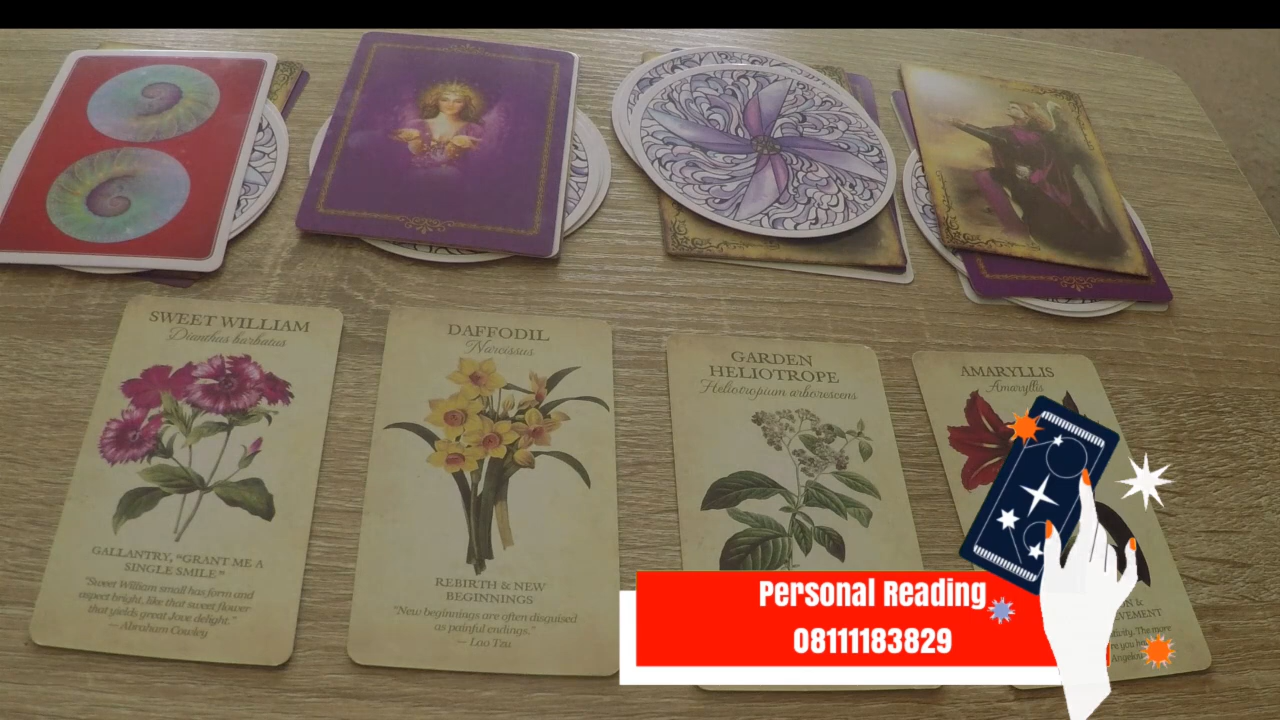 SWEET WILLIAM
Dianthus barbatus
GALLANTRY, "GRANT ME A
SINGLE SMILE"
"Sweet William small has form and
aspect bright, like that sweet flower
that yields great Jove delight."
— Abraham Cowley
DAFFODIL
Narcissus
REBIRTH & NEW
BEGINNINGS
"New beginnings are often disguised
as painful endings."
— Lao Tzu
GARDEN
HELIOTROPE
Heliotropium arborescens
AMARYLLIS
Amaryllis
The more
Personal Reading
08111183829